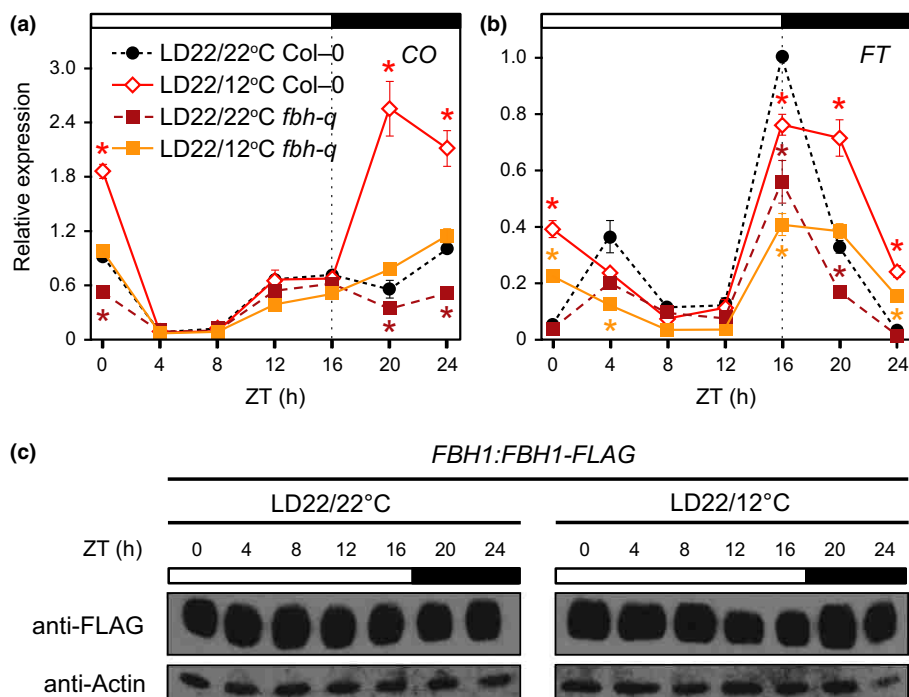 (a)
CO
LD22/22°C Col–0
LD22/12°C Col–0
LD22/22°C fbh-q
LD22/12°C fbh-q
Relative expression
3.0
2.4
1.8
1.2
0.6
0
0 4 8 12 16 20 24
ZT (h)
(b)
FT
1.0
0.8
0.6
0.4
0.2
0
0 4 8 12 16 20 24
ZT (h)
(c)
FBH1:FBH1-FLAG
LD22/22°C LD22/12°C
ZT (h) 0 4 8 12 16 20 24 0 4 8 12 16 20 24
anti-FLAG
anti-Actin